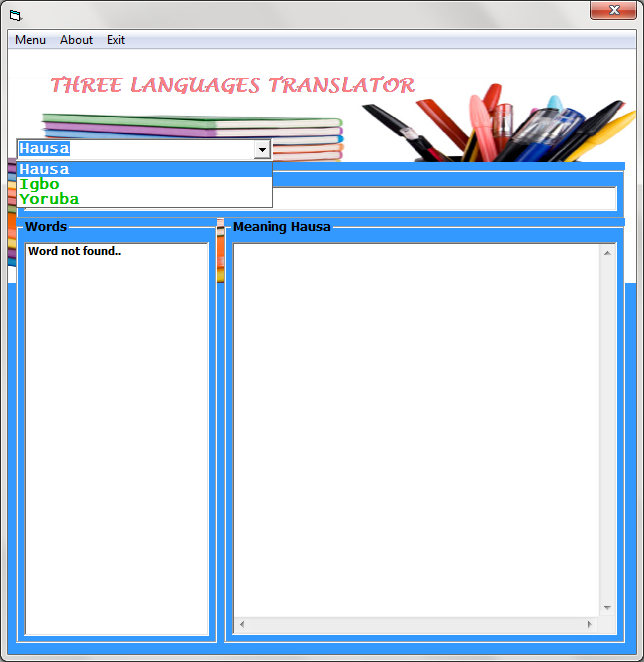 Menu About Exit
THREE LANGUAGES TRANSLATOR
Hausa
Hausa
Igbo
Yoruba
Words
Meaning Hausa
Word not found..